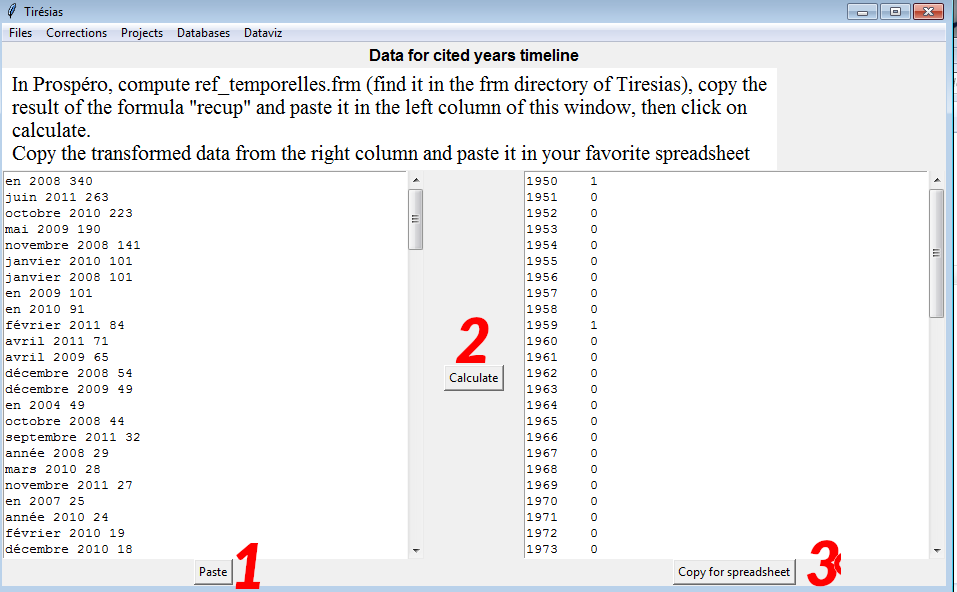 Tirésias
Files Corrections Projects Databases Dataviz
Data for cited years timeline
In Prospéro, compute ref_temporelles.frm (find it in the frm directory of Tiresias), copy the
result of the formula "recup" and paste it in the left column of this window, then click on
calculate.
Copy the transformed data from the right column and paste it in your favorite spreadsheet
en 2008 340
juin 2011 263
octobre 2010 223
mai 2009 190
novembre 2008 141
janvier 2010 101
janvier 2008 101
en 2009 101
en 2010 91
février 2011 84
avril 2011 71
avril 2009 65
décembre 2008 54
décembre 2009 49
en 2004 49
octobre 2008 44
septembre 2011 32
année 2008 29
mars 2010 28
novembre 2011 27
en 2007 25
année 2010 24
février 2010 19
décembre 2010 18
Paste 1
2
Calculate
1950 1
1951 0
1952 0
1953 0
1954 0
1955 0
1956 0
1957 0
1958 0
1959 1
1960 0
1961 0
1962 0
1963 0
1964 0
1965 0
1966 0
1967 0
1968 0
1969 0
1970 0
1971 0
1972 0
1973 0
Copy for spreadsheet 3